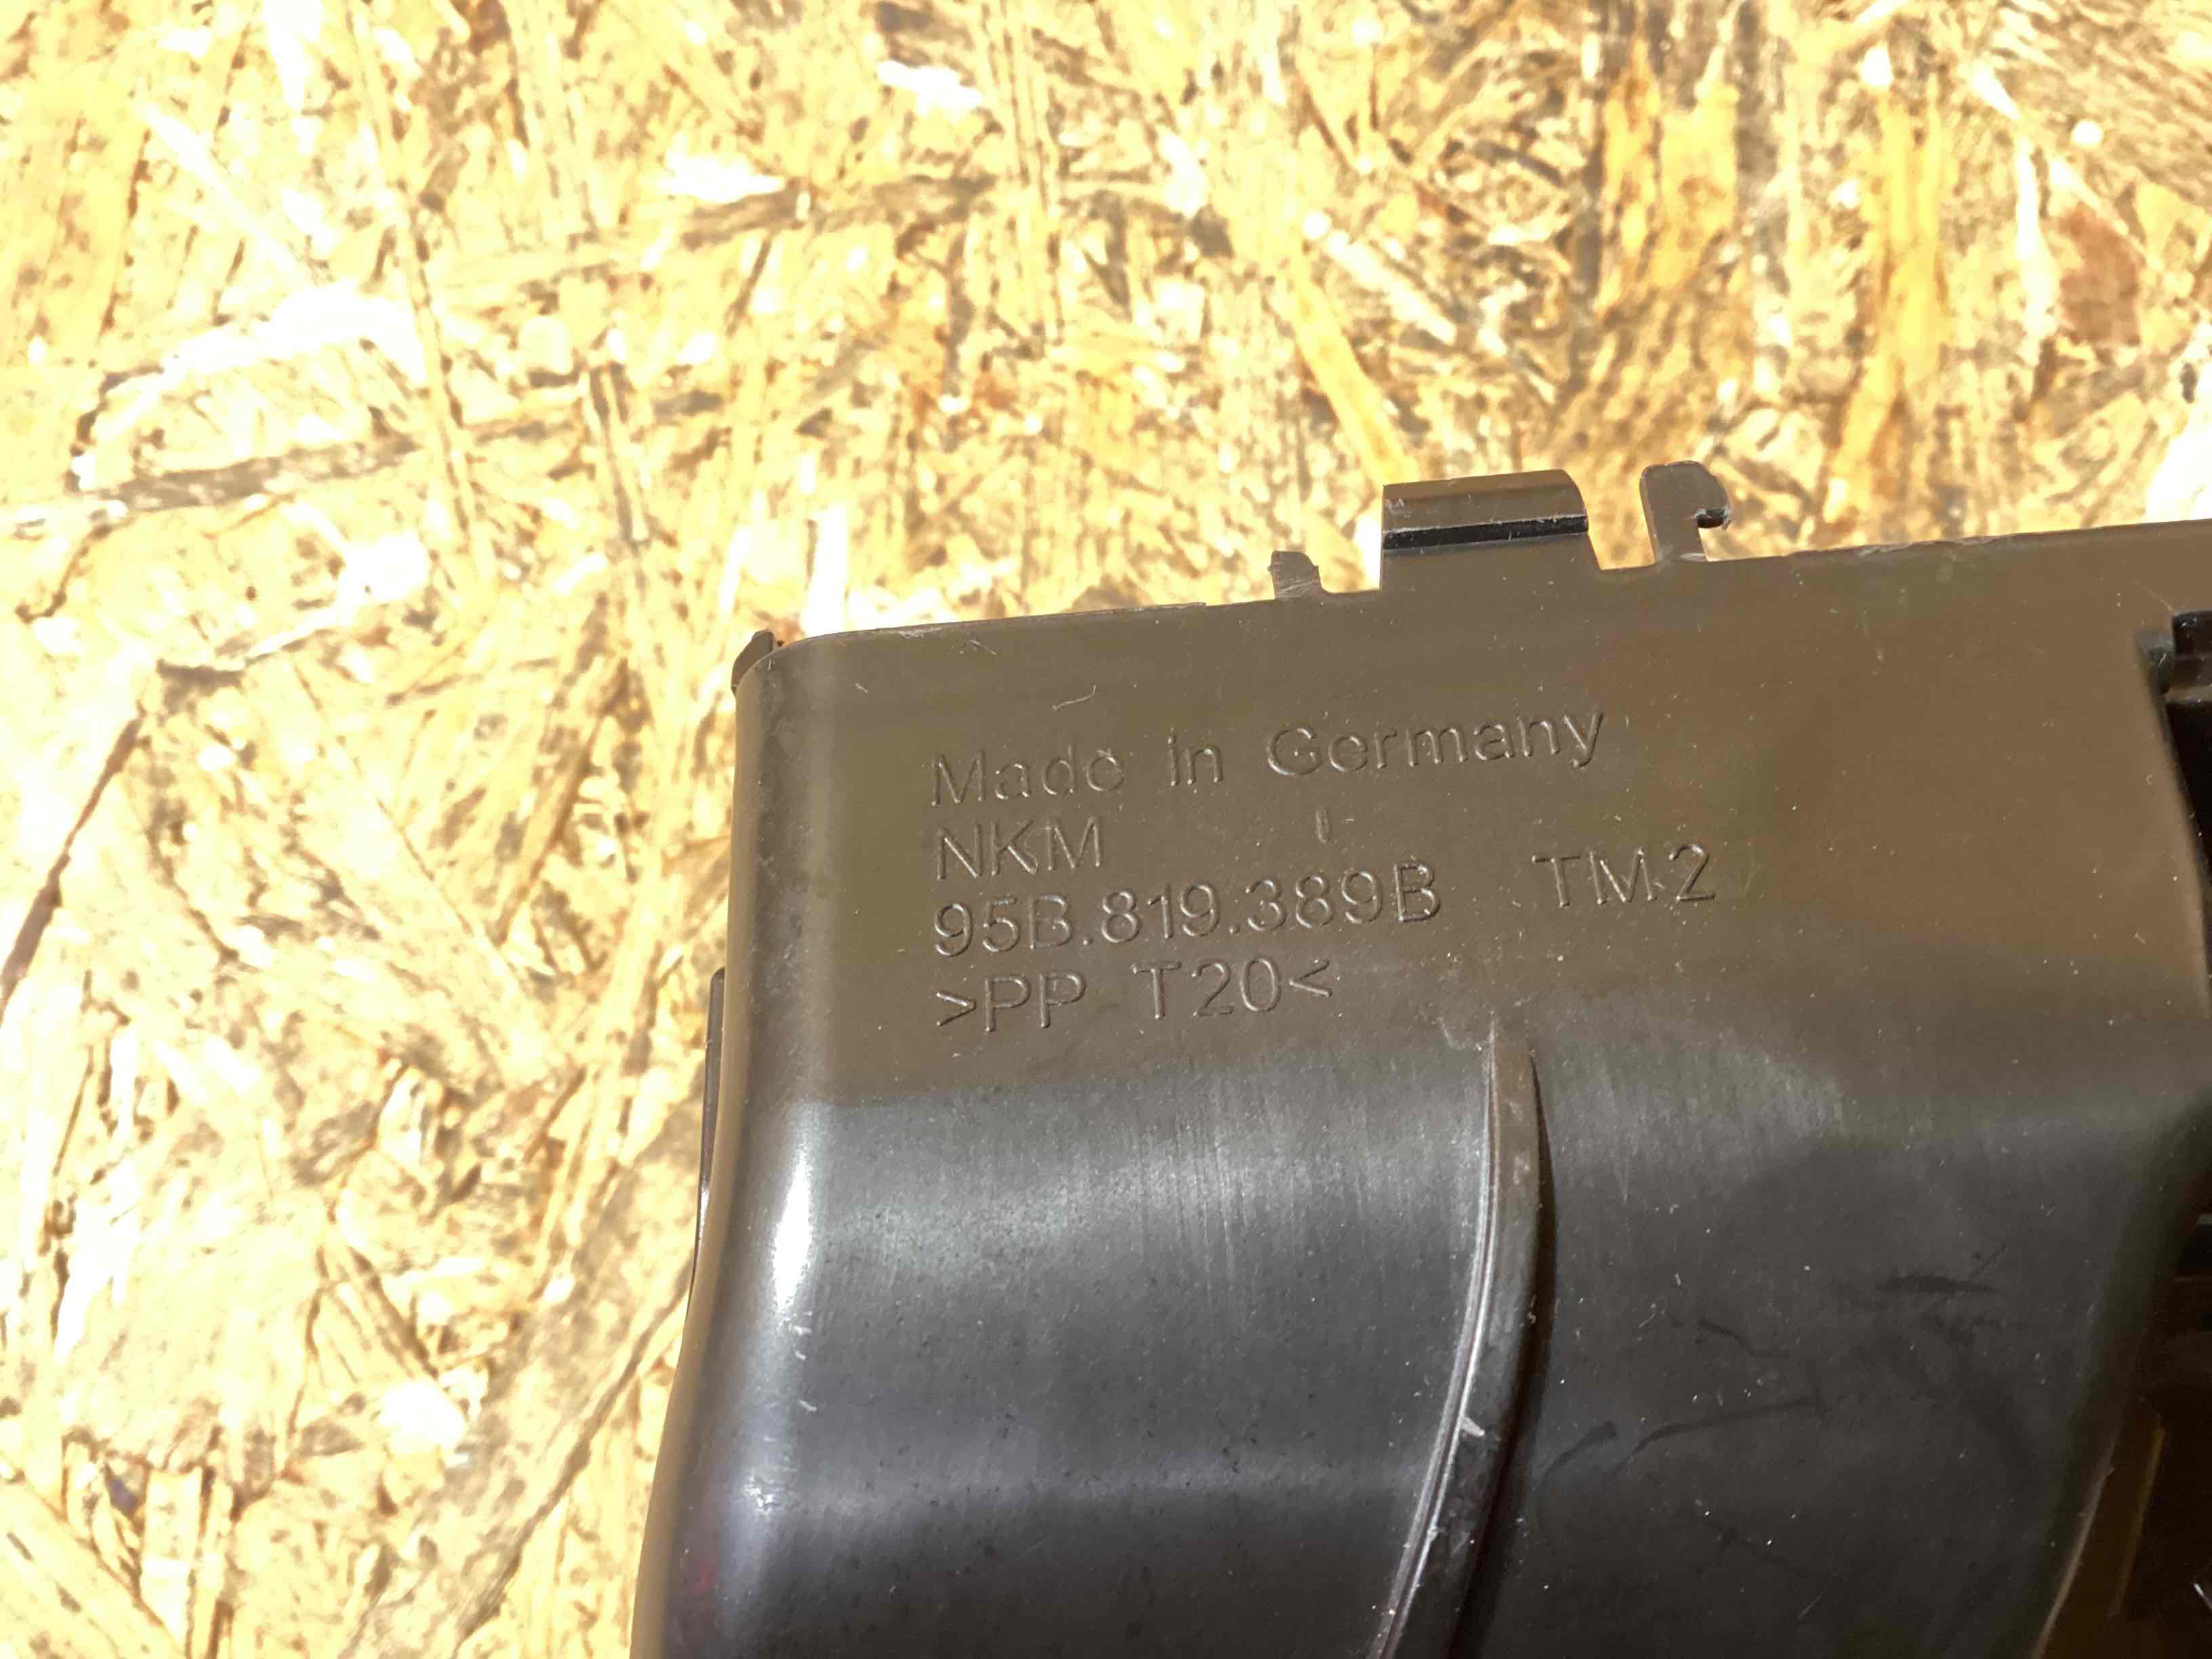 Made in Germany
NKM
95B.819.389B TM2
>PP T20<